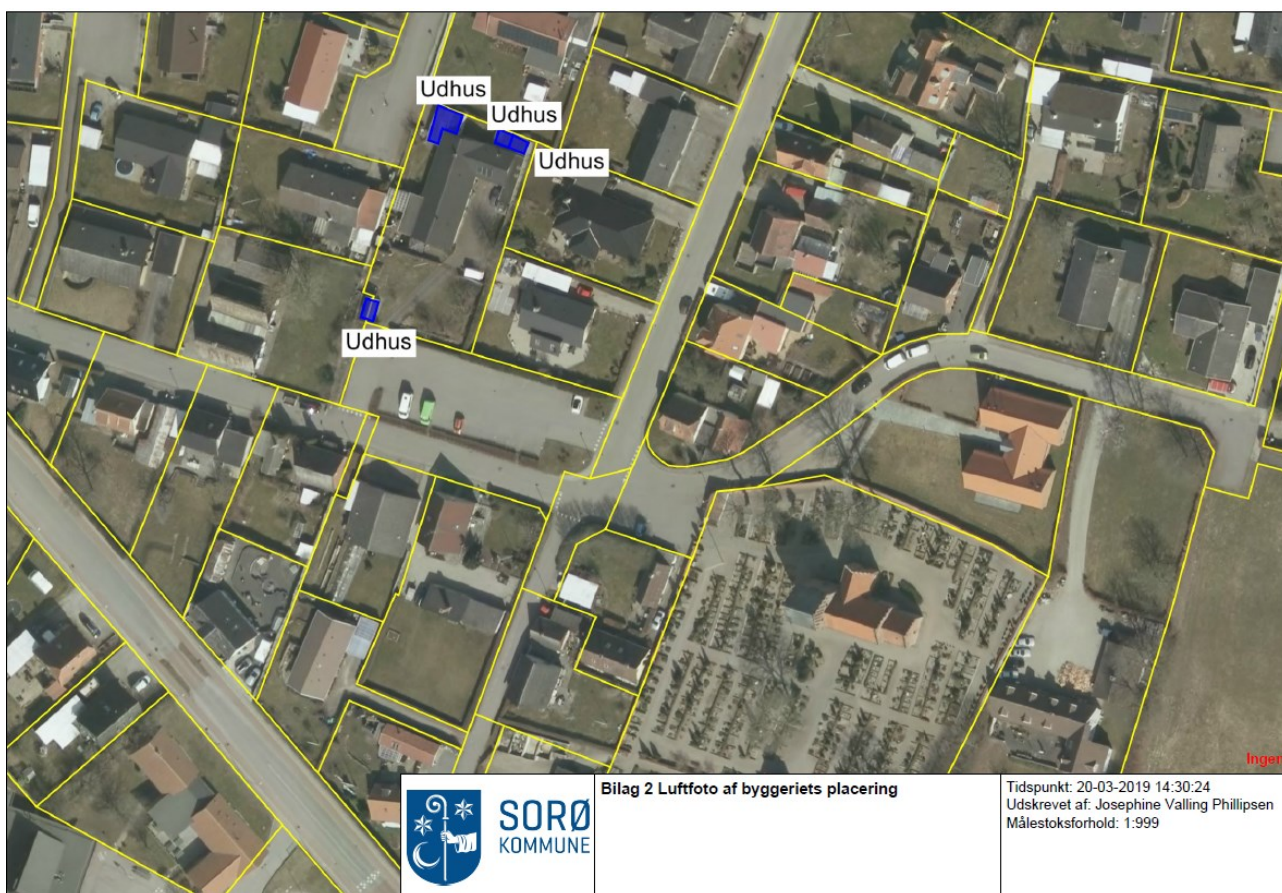 Udhus
Udhus
Udhus
Udhus
Ingen
SORØ
KOMMUNE
Bilag 2 Luftfoto af byggeriets placering
Tidspunkt: 20-03-2019 14:30:24
Udskrevet af: Josephine Valling Phillipsen
Målestoksforhold: 1:999